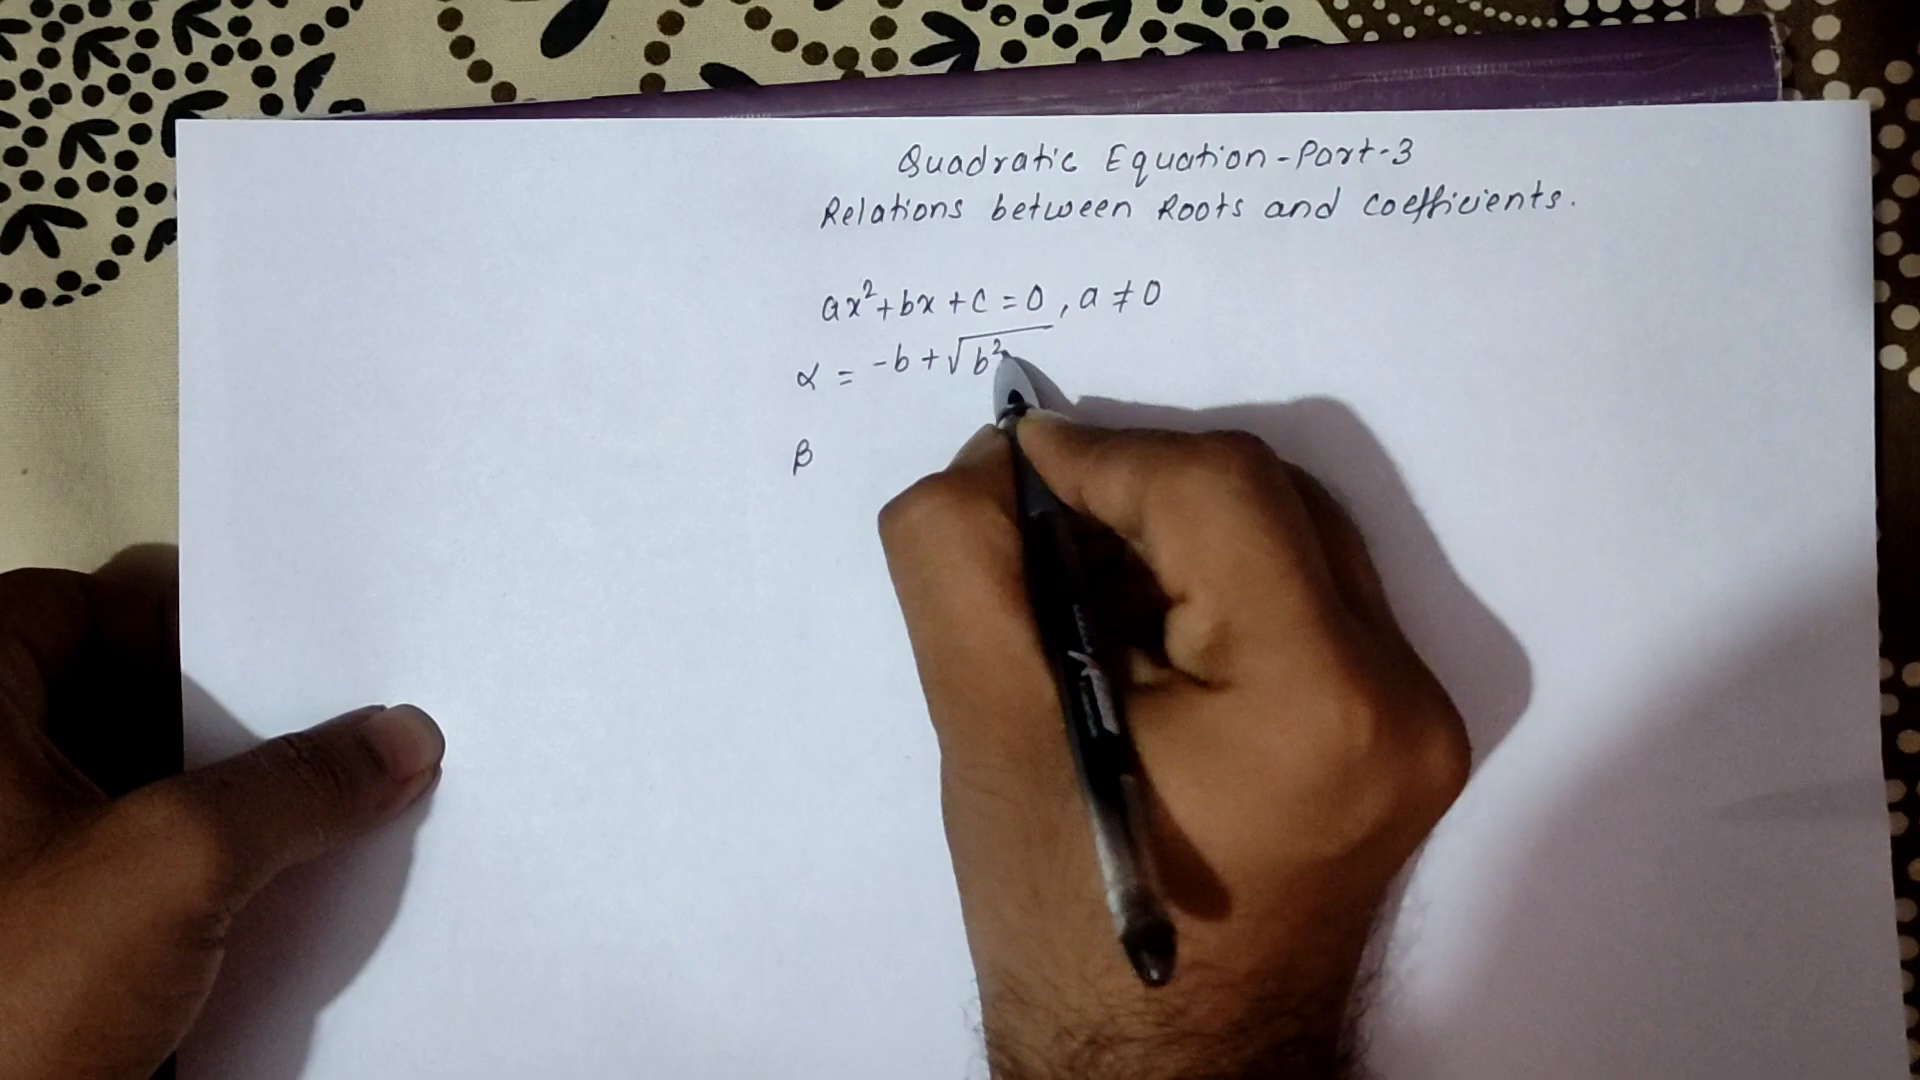 Quadratic Equation-Part-3
Relations between Roots and coefficients.
ax²+bx+c=0, a≠0
α = -b+√b²
β